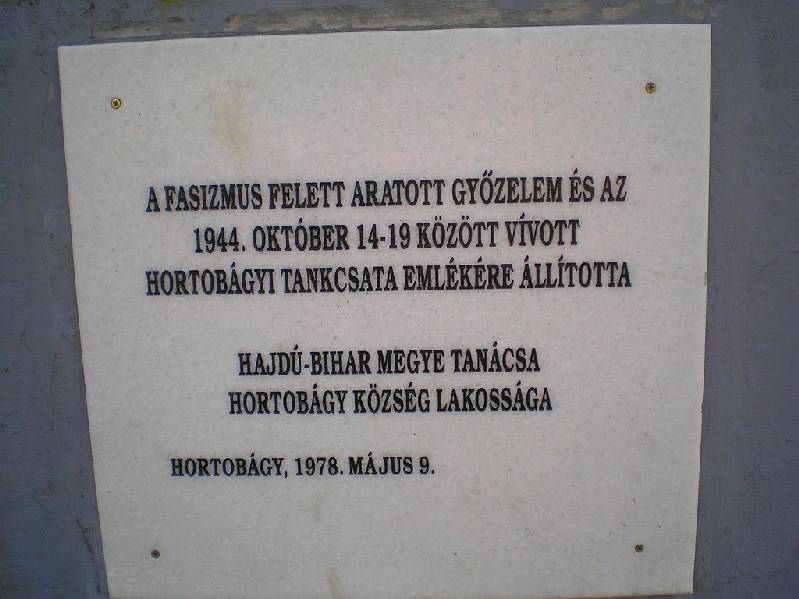 A FASIZMUS FELETT ARATOTT GYŐZELEM ÉS AZ
1944. OKTÓBER 14-19 KÖZÖTT VÍVOTT
HORTOBÁGYI TANKCSATA EMLÉKÉRE ÁLLÍTOTTA
HAJDÚ-BIHAR MEGYE TANÁCSA
HORTOBÁGY KÖZSÉG LAKOSSÁGA
HORTOBÁGY, 1978. MÁJUS 9.